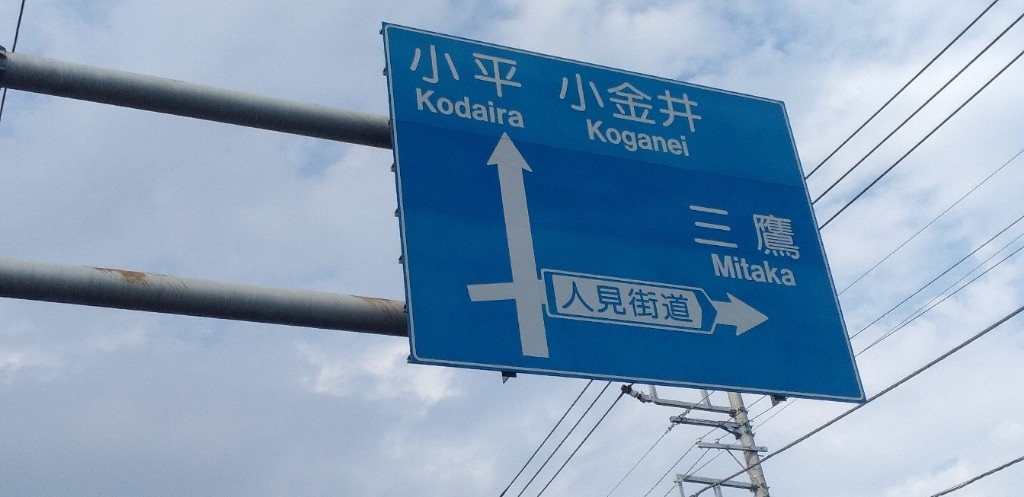 小平 小金井
Kodaira Koganei
三鷹
Mitaka
人見街道